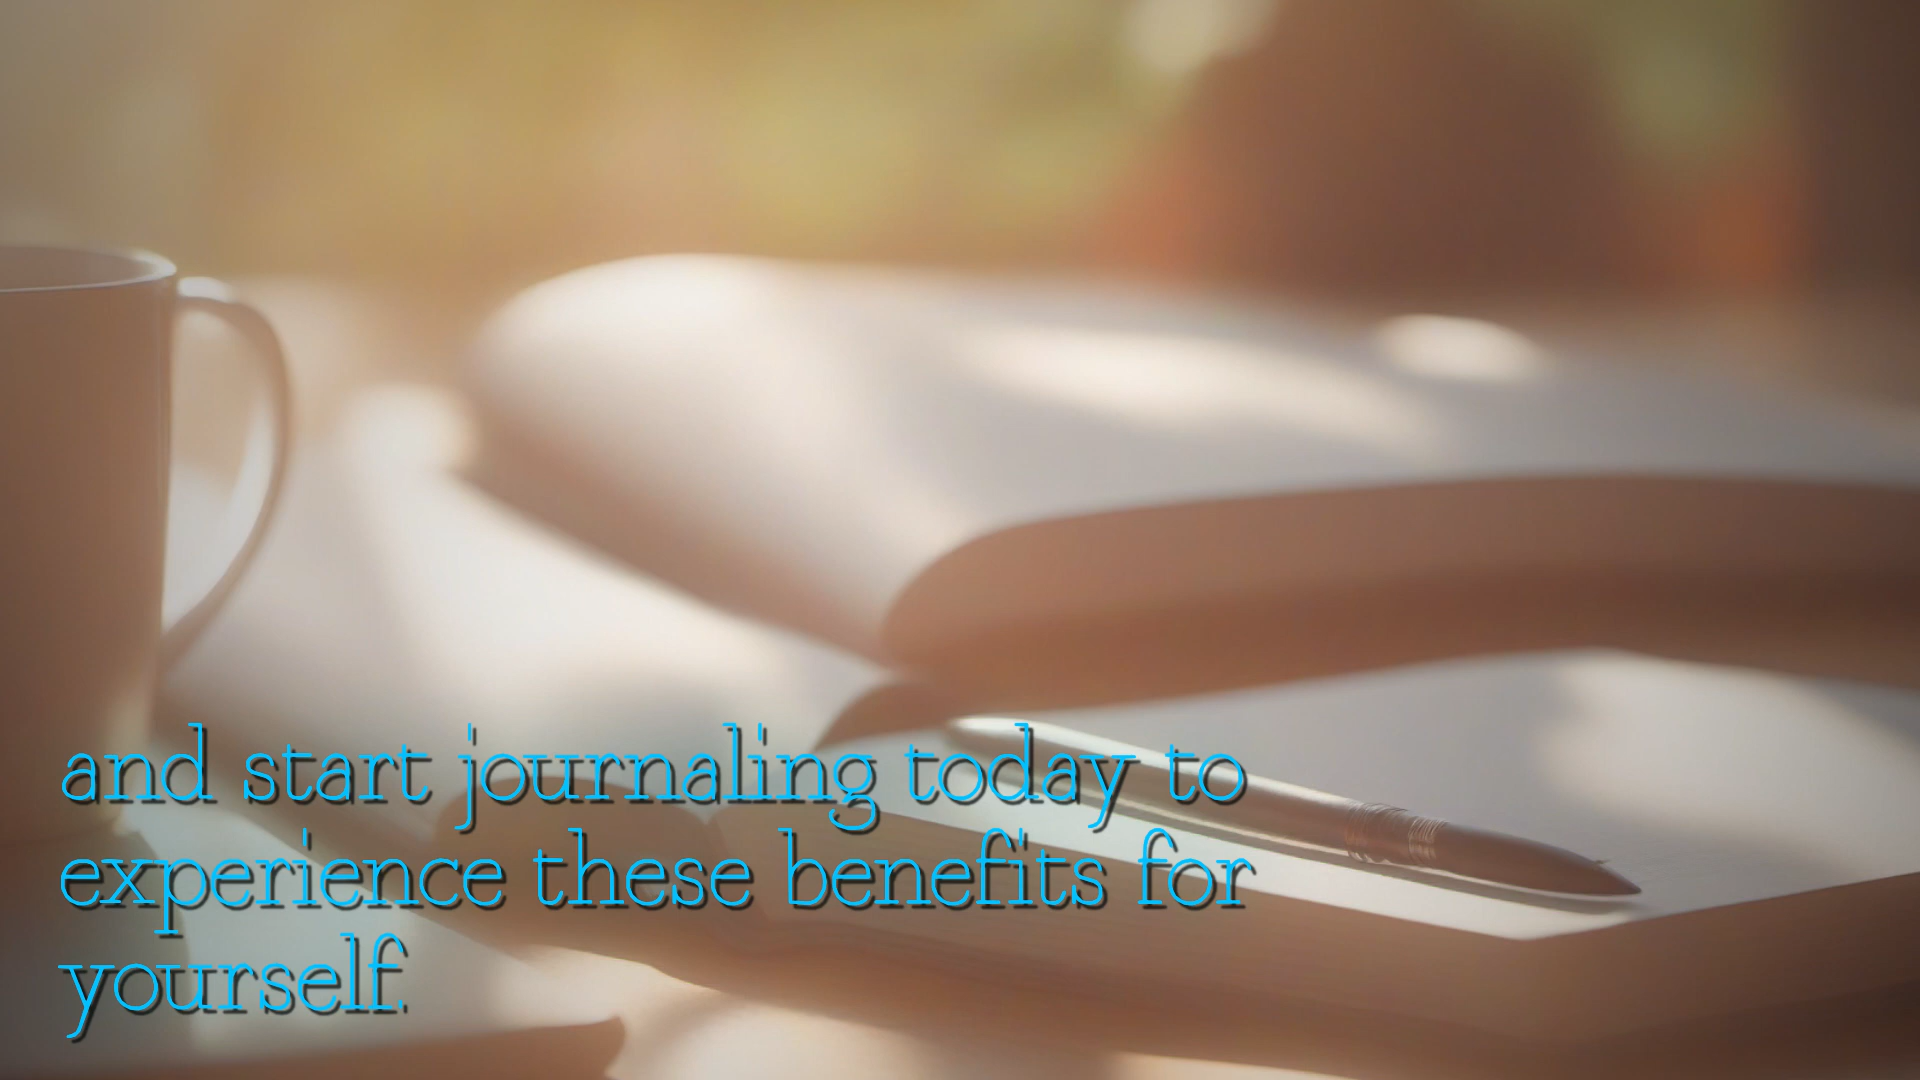 and start journaling today to
experience these benefits for
yourself.